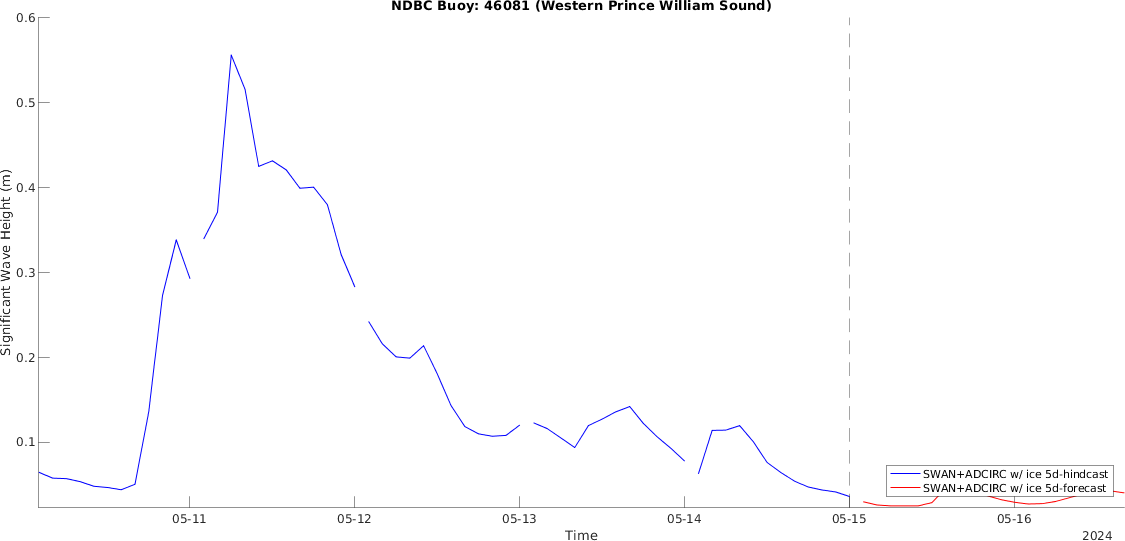 NDBC Buoy: 46081 (Western Prince William Sound)
Significant Wave Height (m)
0.6
0.5
0.4
0.3
0.2
0.1
SWAN+ADCIRC w/ ice 5d-hindcast
SWAN+ADCIRC w/ ice 5d-forecast
05-11 05-12 05-13 05-14 05-15 05-16
Time
2024